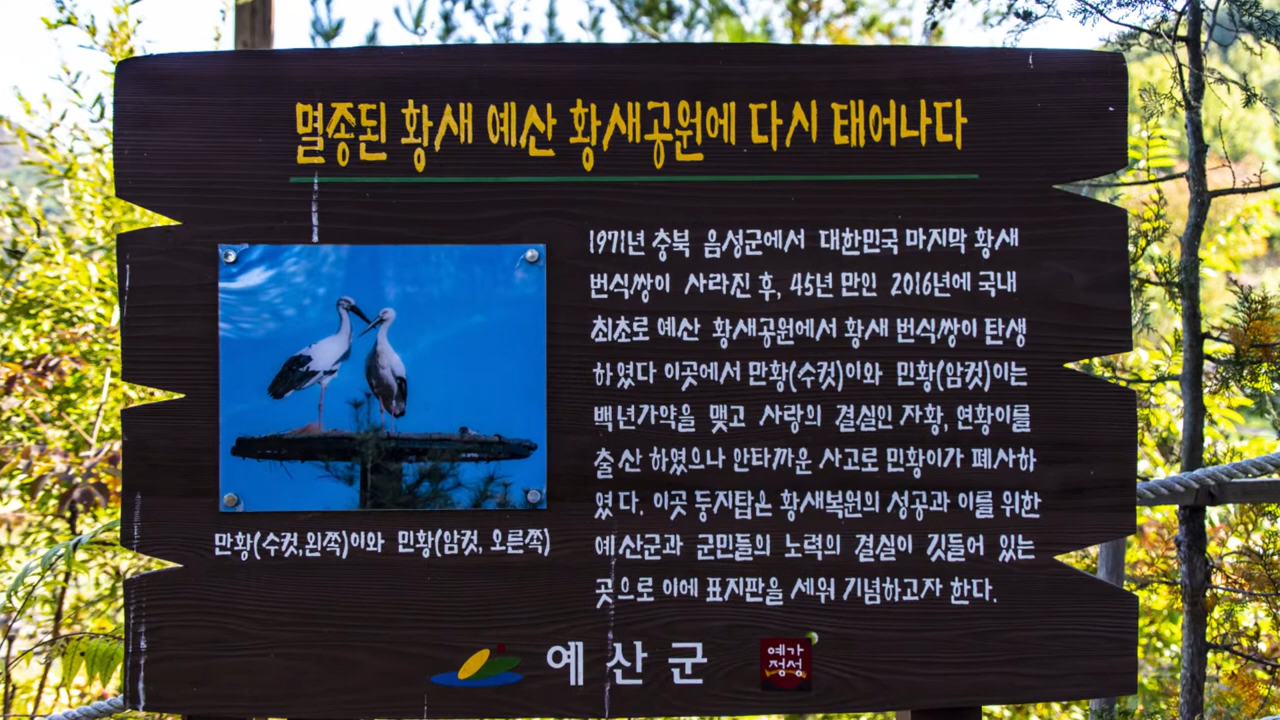 멸종된 황새 예산 황새공원에 다시 태어나다
1971년 충북 음성군에서 대한민국 마지막 황새
번식쌍이 사라진 후, 45년 만인 2016년에 국내
최초로 예산 황새공원에서 황새 번식쌍이 탄생
하였다 이곳에서 만황(수컷)이와 민황(암컷)이는
백년가약을 맺고 사랑의 결실인 자황, 연황이를
출산 하였으나 안타까운 사고로 민황이가 폐사하
였다. 이곳 둥지탑은 황새복원의 성공과 이를 위한
예산군과 군민들의 노력의 결실이 깃들어 있는
곳으로 이에 표지판을 세워 기념하고자 한다.
만황(수컷,왼쪽)이와 민황(암컷, 오른쪽)
예산군
예가
정성